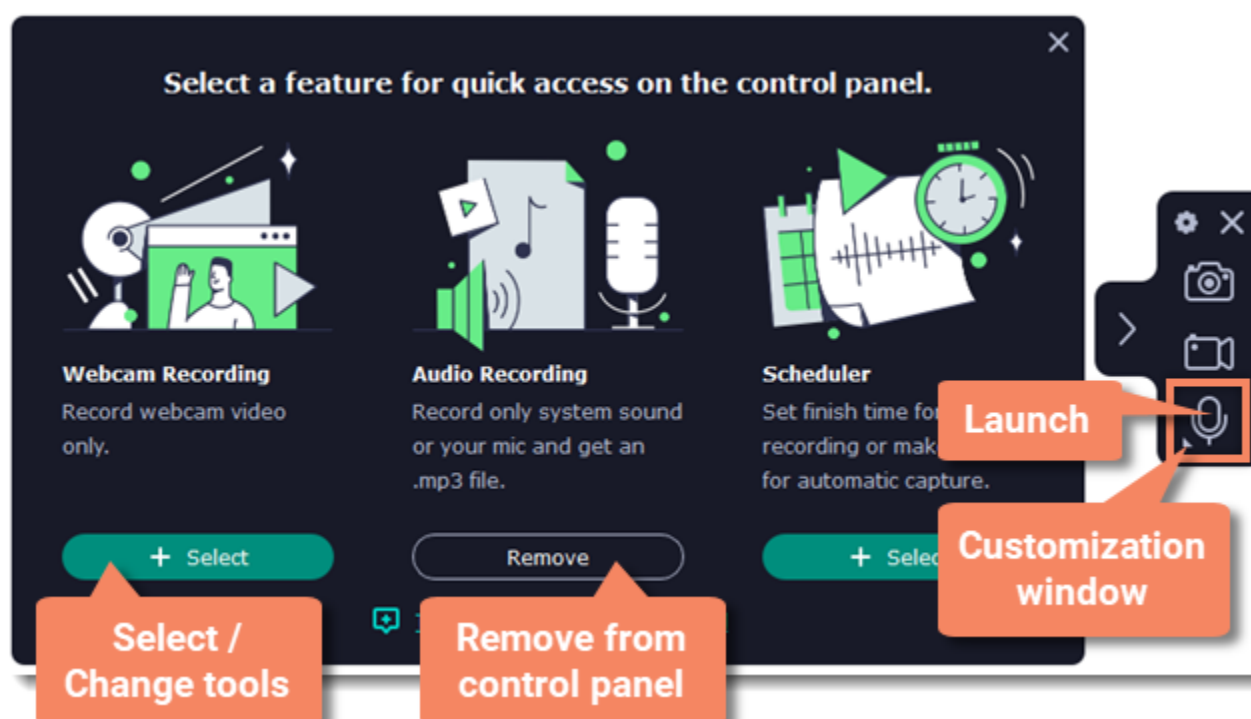 Select a feature for quick access on the control panel.
Webcam Recording
Record webcam video
only.
+ Select
Audio Recording
Record only system sound
or your mic and get an
.mp3 file.
Remove
Scheduler
Set finish time for
recording or mak
for automatic capture.
+ Selec
Launch
Customization
window
Select /
Change tools
Remove from
control panel